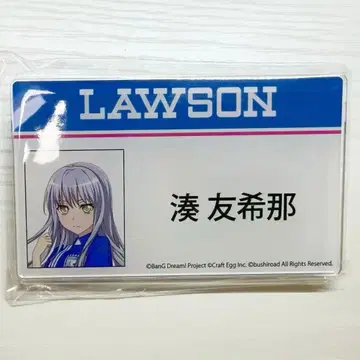 LAWSON
湊 友希那
©BanG Dream! Project ©Craft Egg Inc. ©bushiroad All Rights Reserved.